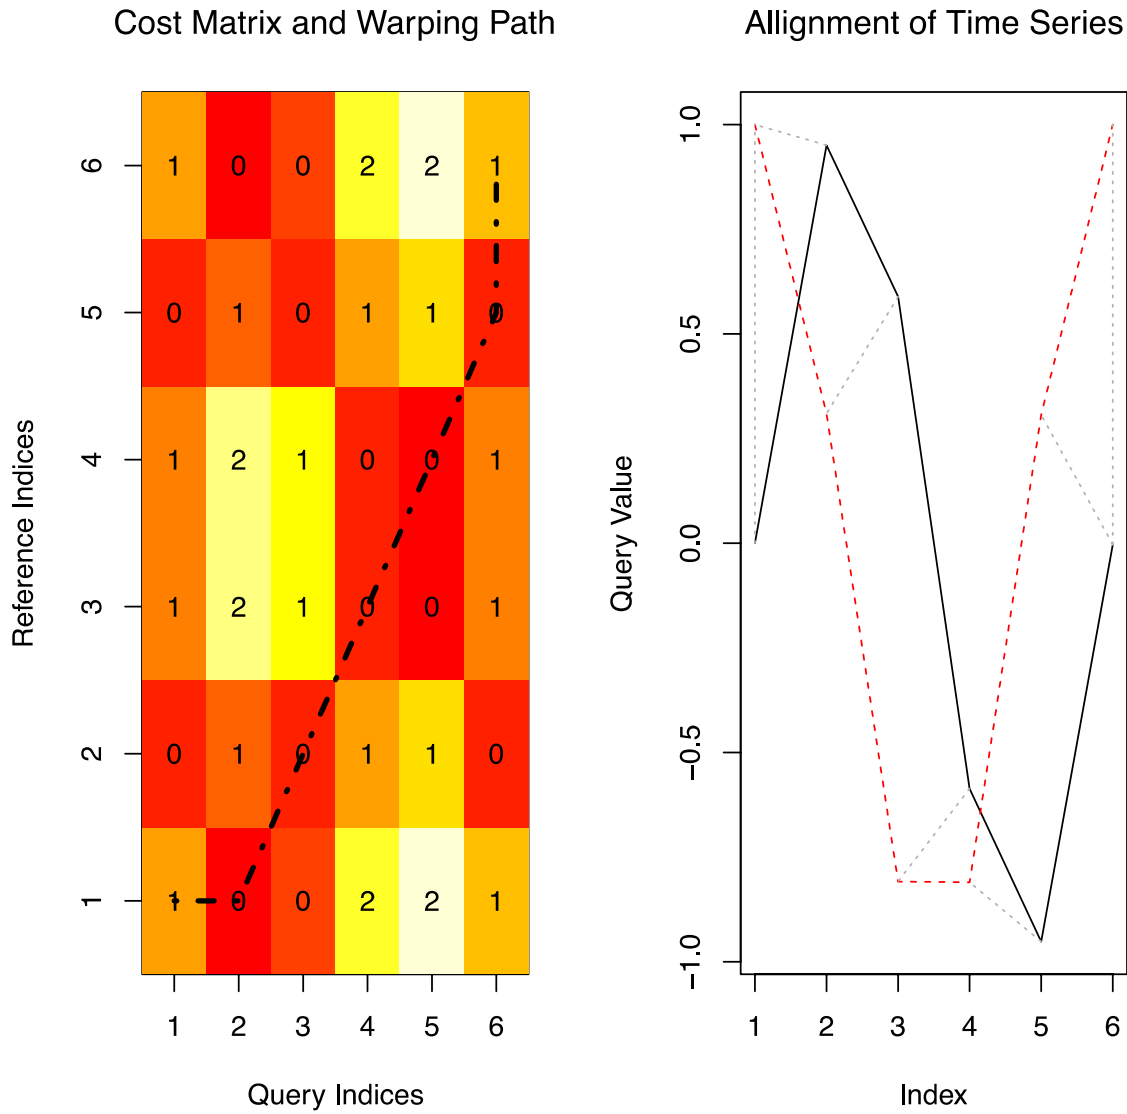 Cost Matrix and Warping Path
6 1 0 0 2 2 1
5 0 1 0 1 1 0
4 1 2 1 0 0 1
3 1 2 1 0 0 1
2 0 1 0 1 1 0
1 1 0 0 2 2 1
1 2 3 4 5 6
Reference Indices
Query Indices
Allignment of Time Series
1.0
0.5
0.0
−0.5
−1.0
1 2 3 4 5 6
Query Value
Index